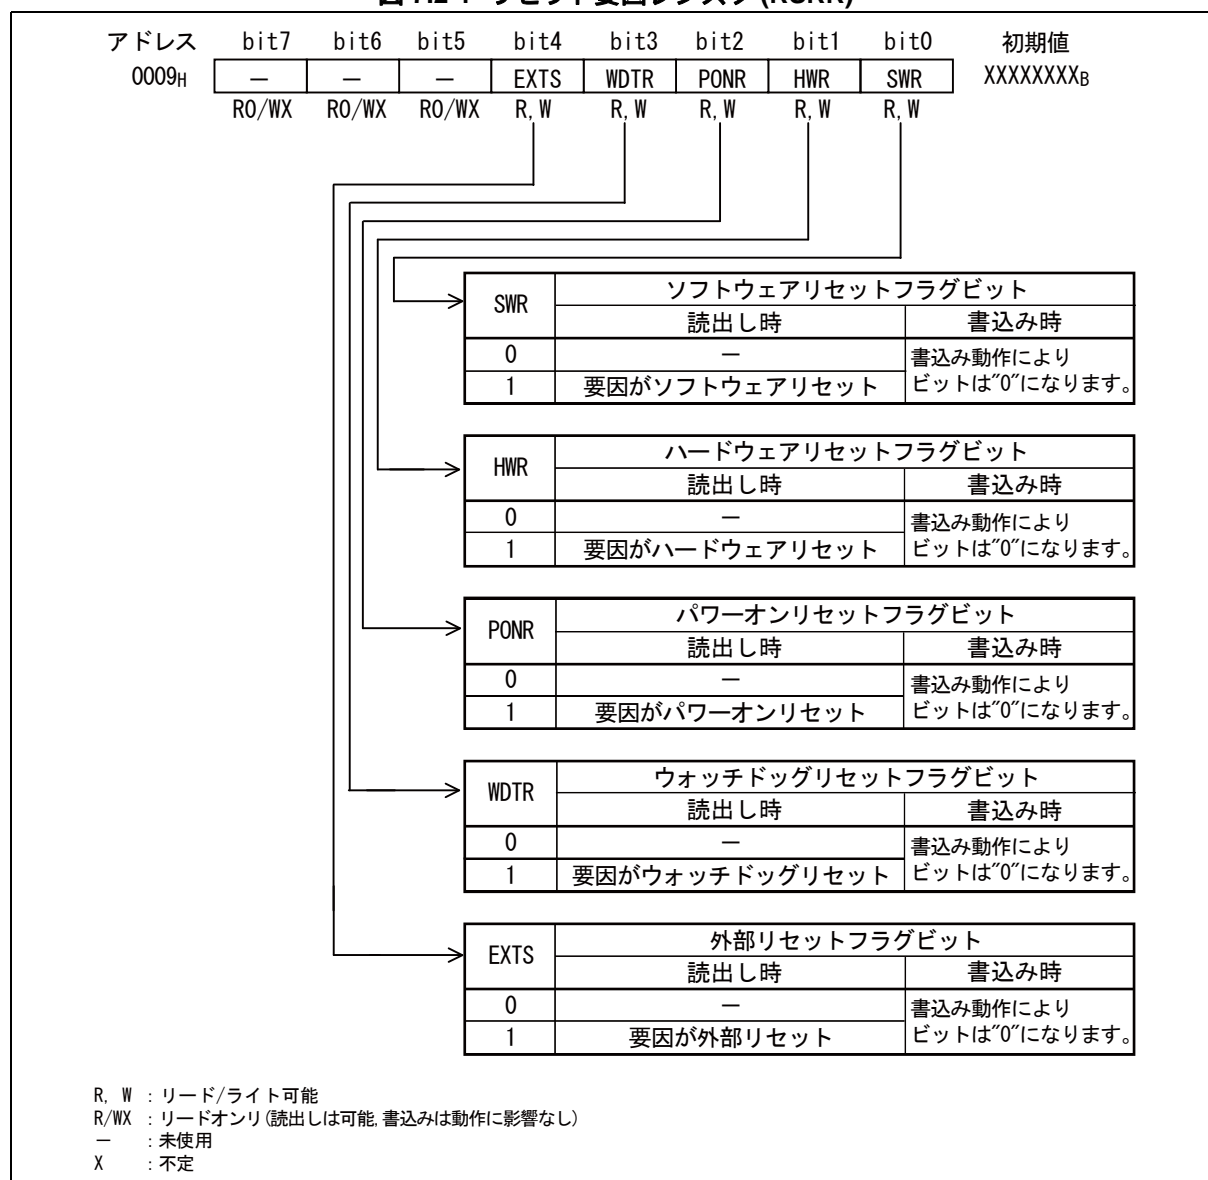 アドレス bit7 bit6 bit5 bit4 bit3 bit2 bit1 bit0 初期値
0009H － － － EXTS WDTR PONR HWR SWR XXXXXXXXB
R0/WX R0/WX R0/WX R,W R,W R,W R,W R,W
SWR ソフトウェアリセットフラグビット
読出し時 書込み時
0 － 書込み動作により
1 要因がソフトウェアリセット ビットは"0"になります。
HWR ハードウェアリセットフラグビット
読出し時 書込み時
0 － 書込み動作により
1 要因がハードウェアリセット ビットは"0"になります。
PONR パワーオンリセットフラグビット
読出し時 書込み時
0 － 書込み動作により
1 要因がパワーオンリセット ビットは"0"になります。
WDTR ウォッチドッグリセットフラグビット
読出し時 書込み時
0 － 書込み動作により
1 要因がウォッチドッグリセット ビットは"0"になります。
EXTS 外部リセットフラグビット
読出し時 書込み時
0 － 書込み動作により
1 要因が外部リセット ビットは"0"になります。
R, W : リード/ライト可能
R/WX : リードオンリ(読出しは可能,書込みは動作に影響なし)
－ : 未使用
X : 不定